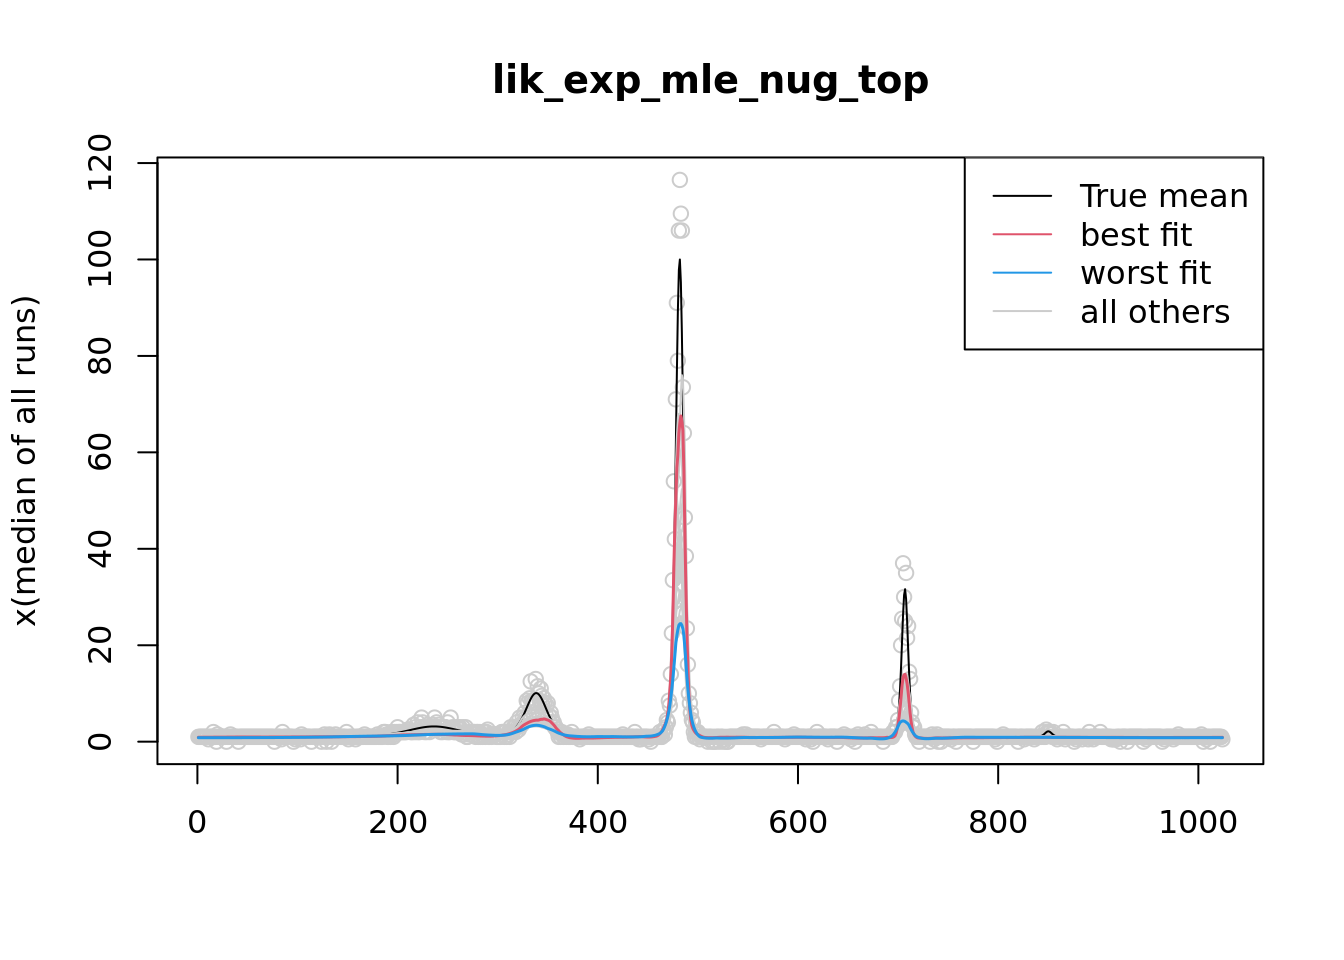 lik_exp_mle_nug_top
x(median of all runs)
120
100
80
60
40
20
0
True mean
best fit
worst fit
all others
0 200 400 600 800 1000